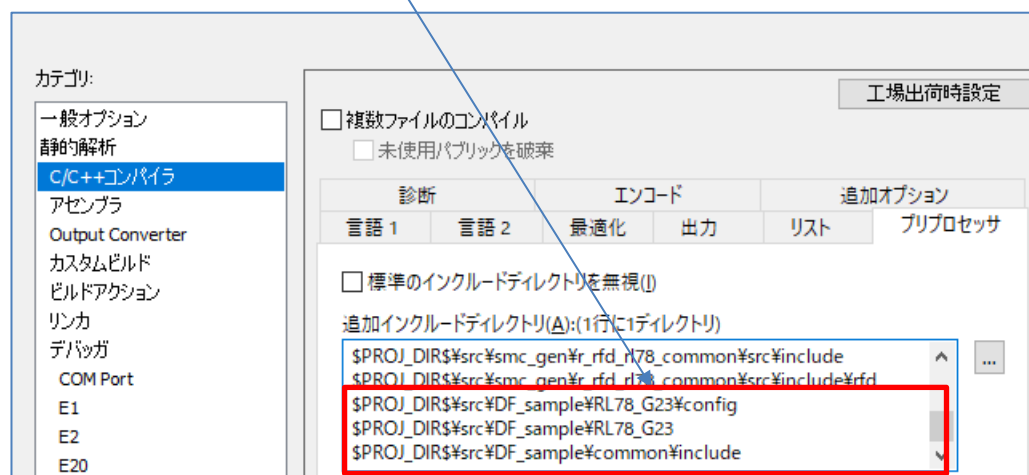 カテゴリ:
一般オプション
静的解析
C/C++コンパイラ
アセンブラ
Output Converter
カスタムビルド
ビルドアクション
リンカ
デバッガ
COM Port
E1
E2
E20
工場出荷時設定
複数ファイルのコンパイル
未使用パブリックを破棄
診断 エンコード 追加オプション
言語 1 言語 2 最適化 出力 リスト プリプロセッサ
標準のインクルードディレクトリを無視(I)
追加インクルードディレクトリ(A):(1行に1ディレクトリ)
$PROJ_DIR$¥src¥smc_gen¥r_rfd_rl78_common¥src¥include
$PROJ_DIR$¥src¥smc_gen¥r_rfd_rl78_common¥src¥include¥rfd
$PROJ_DIR$¥src¥DF_sample¥RL78_G23¥config
$PROJ_DIR$¥src¥DF_sample¥RL78_G23
$PROJ_DIR$¥src¥DF_sample¥common¥include
...